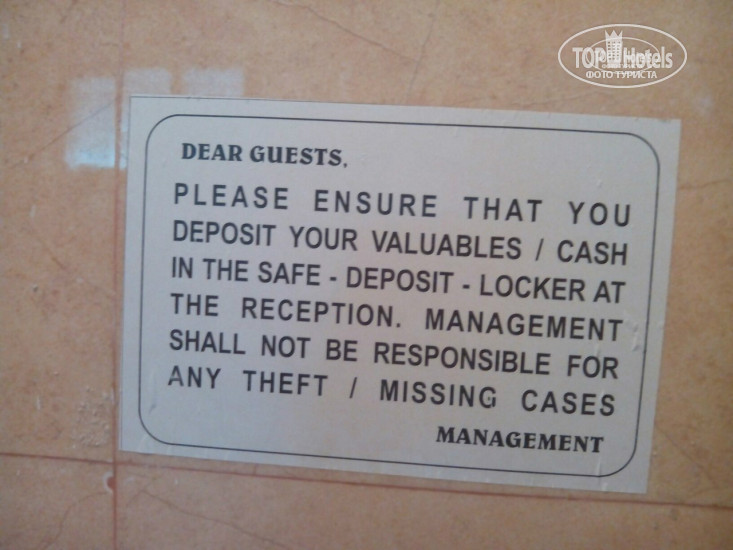 TOP Hotels
ФОТО ТУРИСТА
DEAR GUESTS,
PLEASE ENSURE THAT YOU
DEPOSIT YOUR VALUABLES / CASH
IN THE SAFE - DEPOSIT - LOCKER AT
THE RECEPTION. MANAGEMENT
SHALL NOT BE RESPONSIBLE FOR
ANY THEFT / MISSING CASES
MANAGEMENT